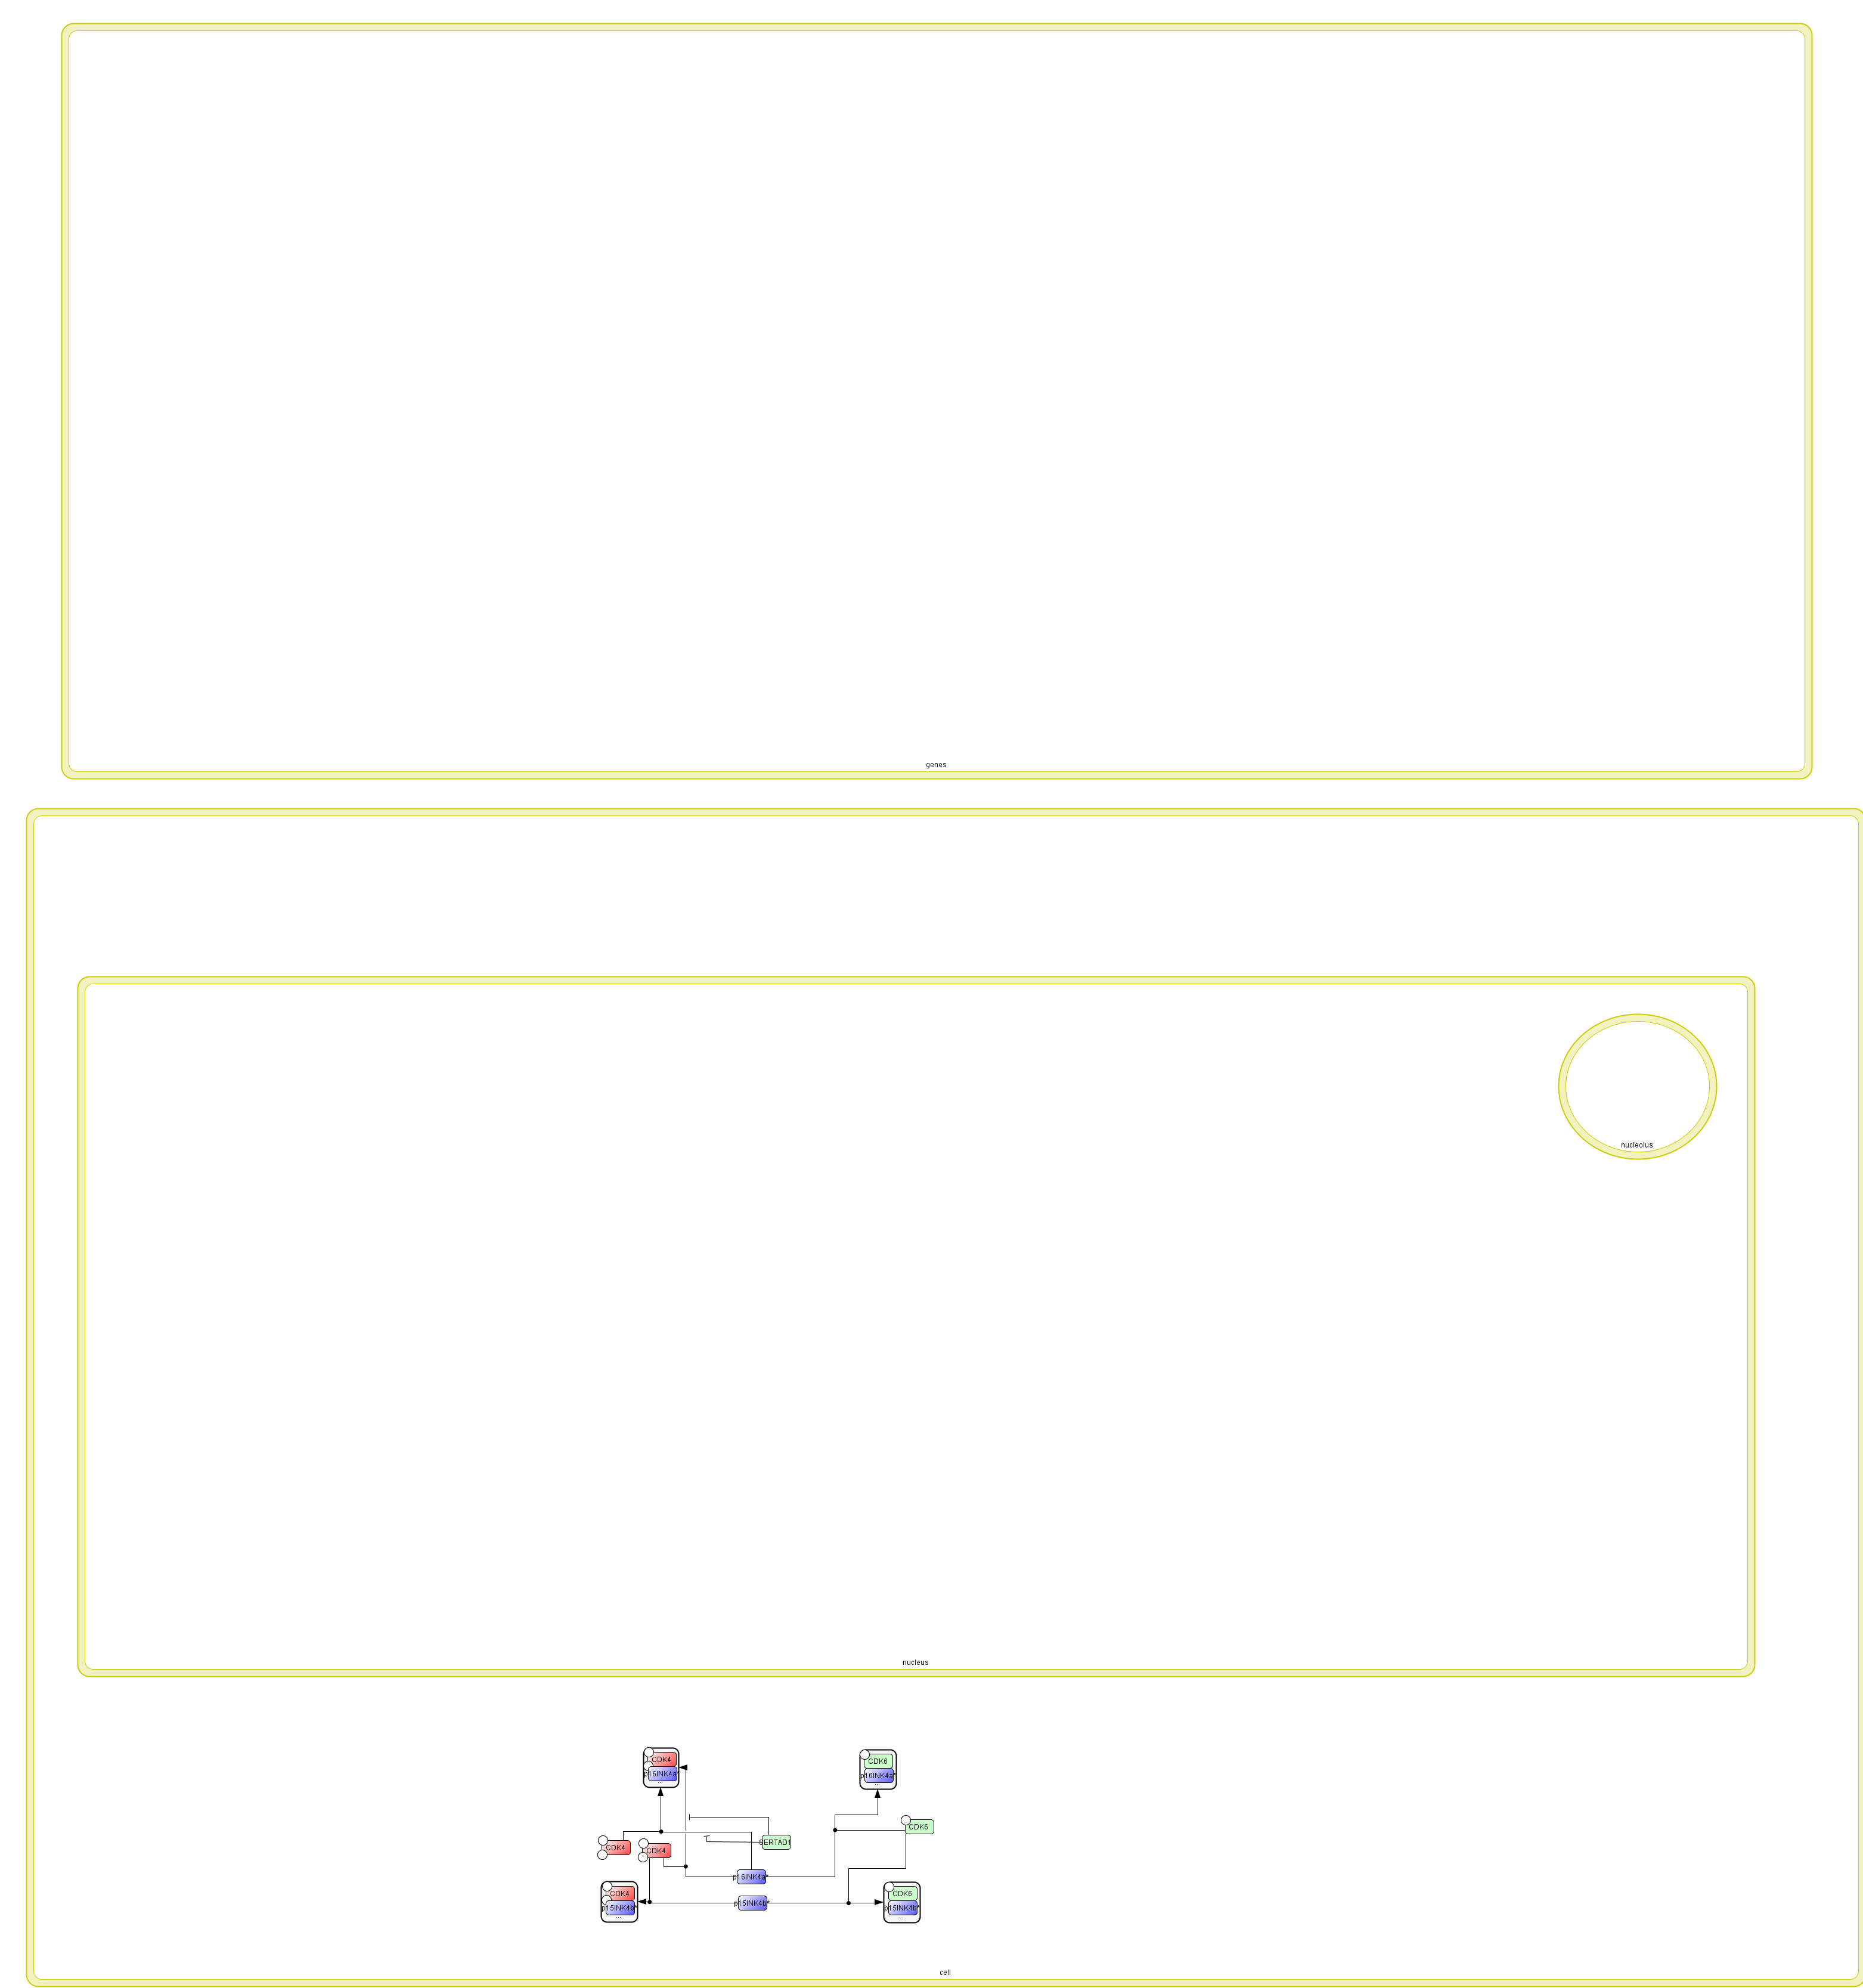 genes
nucleolus
nucleus
CDK4
p16INK4a*
...
CDK6
p16INK4a*
...
CDK6
SERTAD1
CDK4
CDK4
p16INK4a*
CDK4
p15INK4b*
...
p15INK4b*
CDK6
p15INK4b*
...
cell